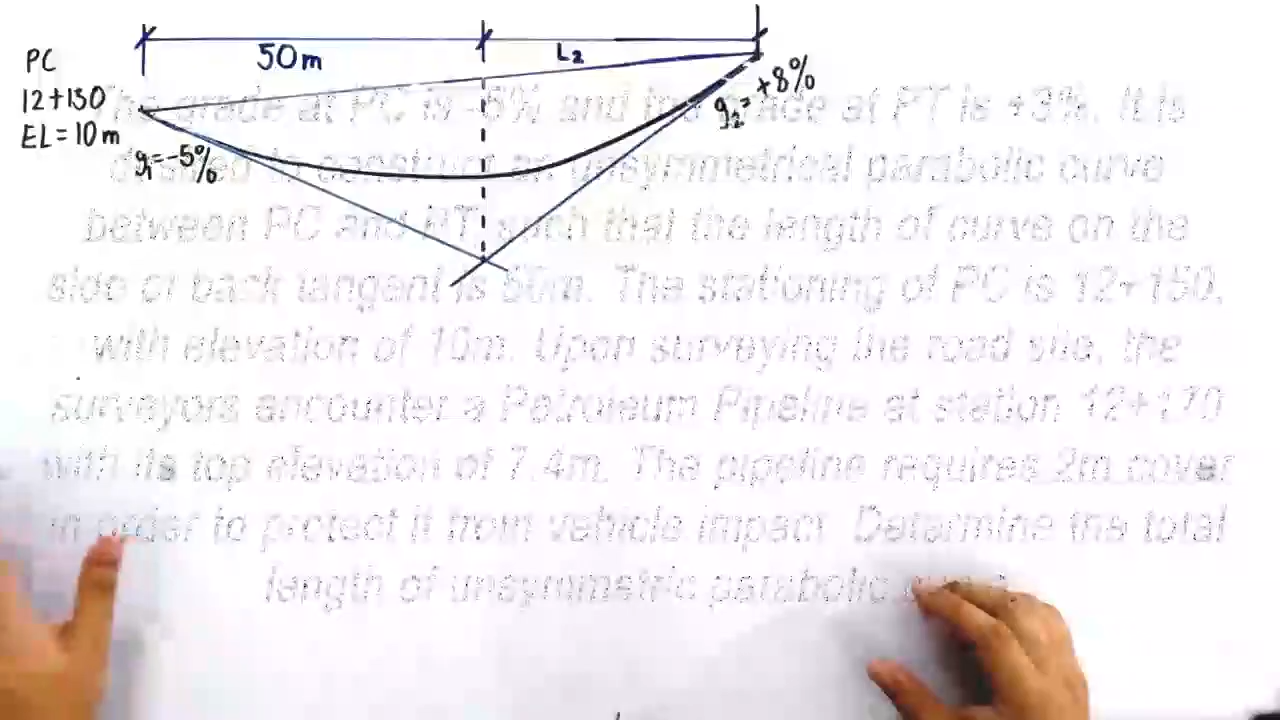 50m
L2
PC
12+150
EL=10m
g1=-5%
g2=+8%
The grade at PC is -5% and the grade at PT is +8%. It is
desired to construct an unsymmetrical parabolic curve
between PC and PT such that the length of curve on the
side of back tangent is 50m. The stationing of PC is 12+150,
with elevation of 10m. Upon surveying the road site, the
surveyors encounter a Petroleum Pipeline at station 12+170
with its top elevation of 7.4m. The pipeline requires 2m cover
in order to protect it from vehicle impact. Determine the total
length of unsymmetric parabolic